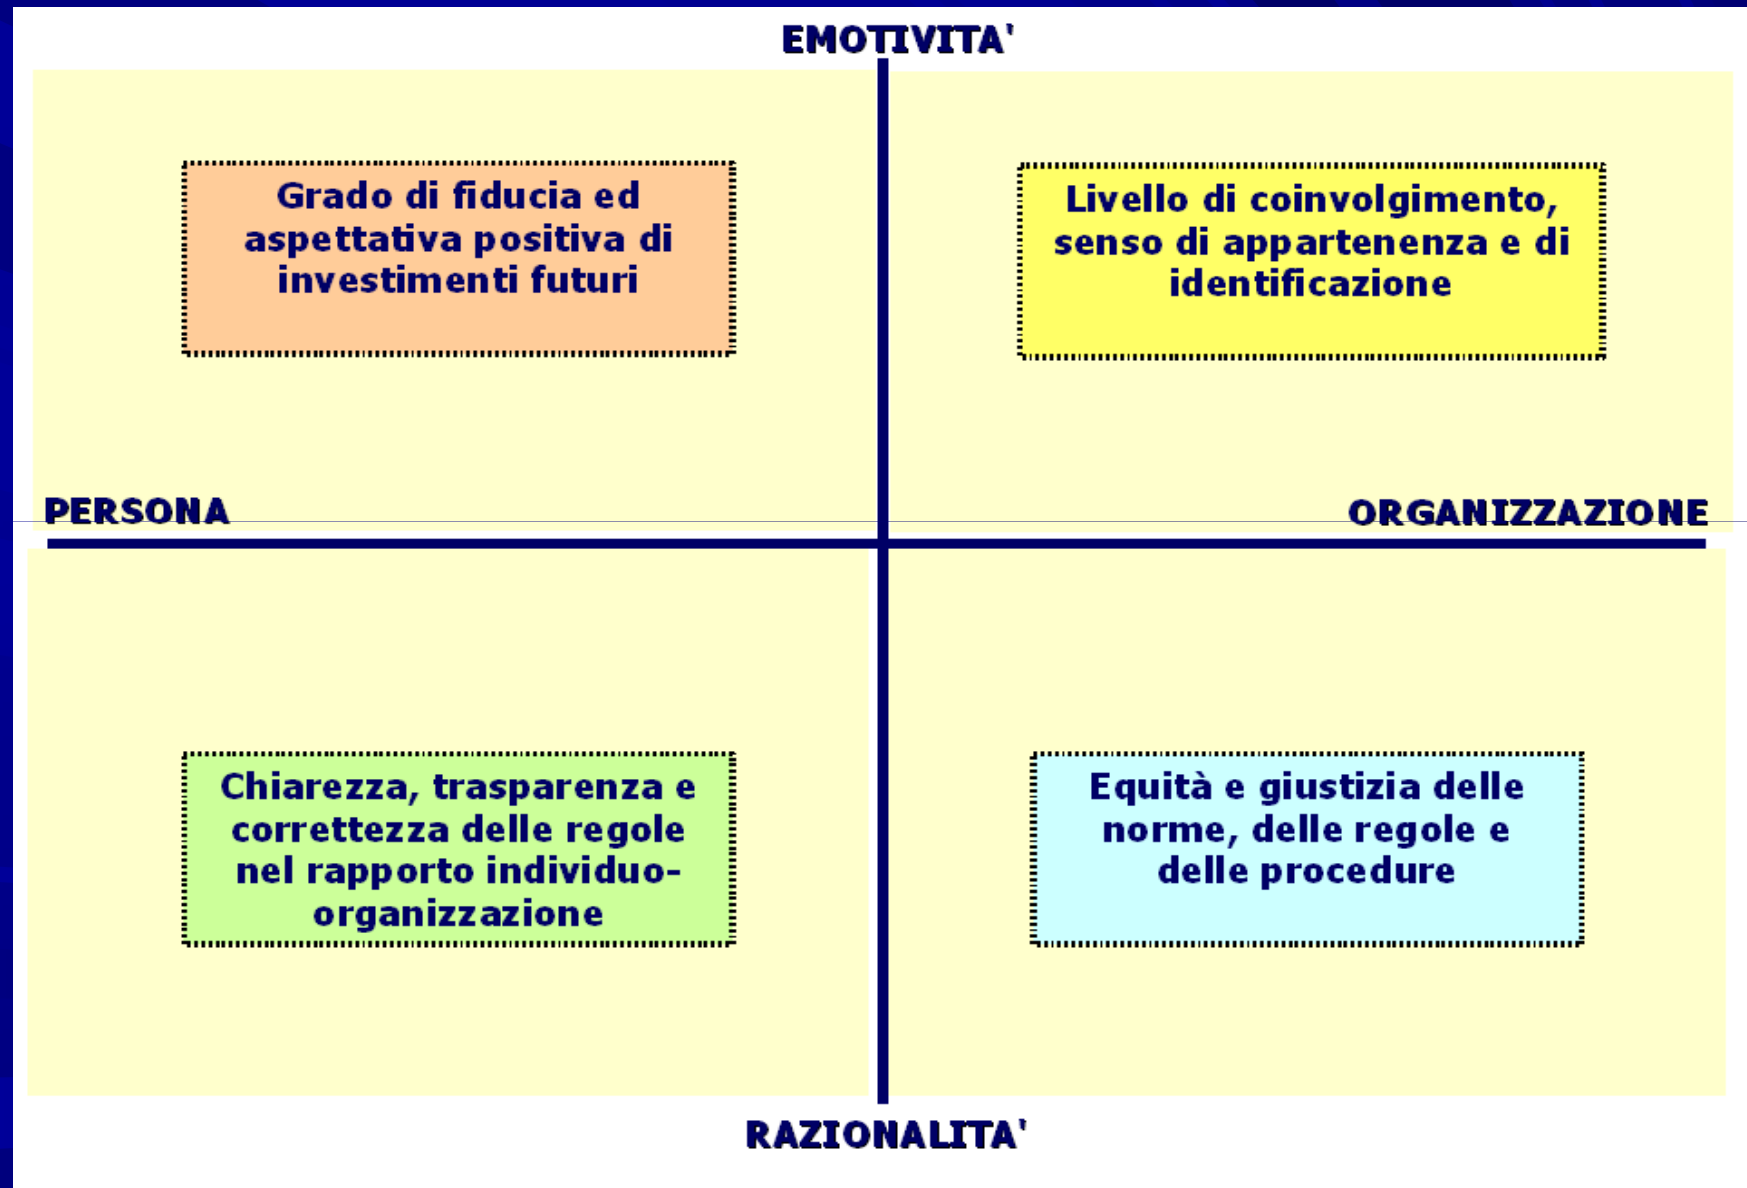 EMOTIVITA'
Grado di fiducia ed
aspettativa positiva di
investimenti futuri
Livello di coinvolgimento,
senso di appartenenza e di
identificazione
PERSONA
ORGANIZZAZIONE
Chiarezza, trasparenza e
correttezza delle regole
nel rapporto individuo-
organizzazione
Equità e giustizia delle
norme, delle regole e
delle procedure
RAZIONALITA'